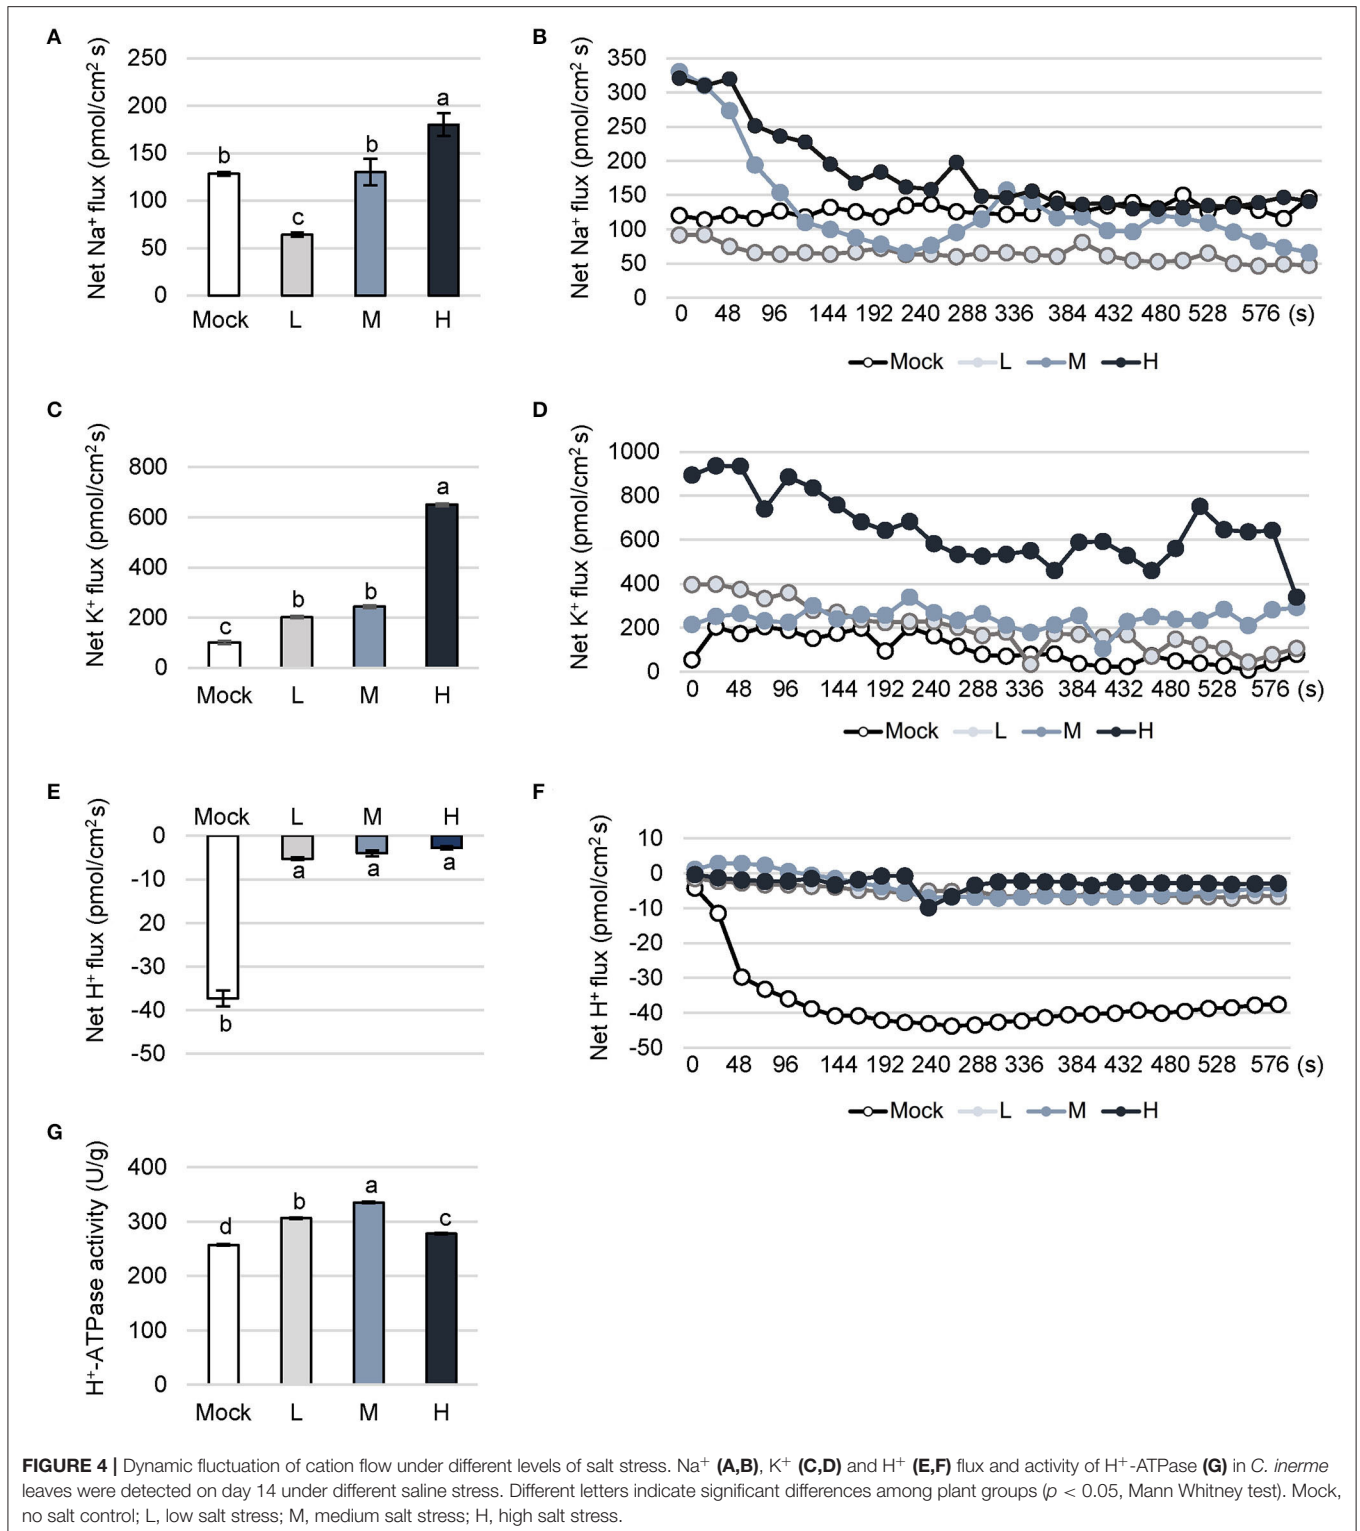 A
Net Na⁺ flux (pmol/cm² s)
250
200
150
100
50
0
b
c
b
a
Mock L M H
B
Net Na⁺ flux (pmol/cm² s)
350
300
250
200
150
100
50
0
0 48 96 144 192 240 288 336 384 432 480 528 576 (s)
Mock L M H
C
Net K⁺ flux (pmol/cm² s)
800
600
400
200
0
c
b
b
a
Mock L M H
D
Net K⁺ flux (pmol/cm² s)
1000
800
600
400
200
0
0 48 96 144 192 240 288 336 384 432 480 528 576 (s)
Mock L M H
E
Net H⁺ flux (pmol/cm² s)
Mock L M H
0
-10
20
-30
-40
-50
b
a
a
a
F
Net H⁺ flux (pmol/cm² s)
10
0
-10
-20
-30
-40
-50
0 48 96 144 192 240 288 336 384 432 480 528 576 (s)
Mock L M H
G
H⁺-ATPase activity (U/g)
400
300
200
100
0
d
b
a
c
Mock L M H
FIGURE 4 | Dynamic fluctuation of cation flow under different levels of salt stress. Na⁺ (A,B), K⁺ (C,D) and H⁺ (E,F) flux and activity of H⁺-ATPase (G) in C. inerme
leaves were detected on day 14 under different saline stress. Different letters indicate significant differences among plant groups (p < 0.05, Mann Whitney test). Mock,
no salt control; L, low salt stress; M, medium salt stress; H, high salt stress.